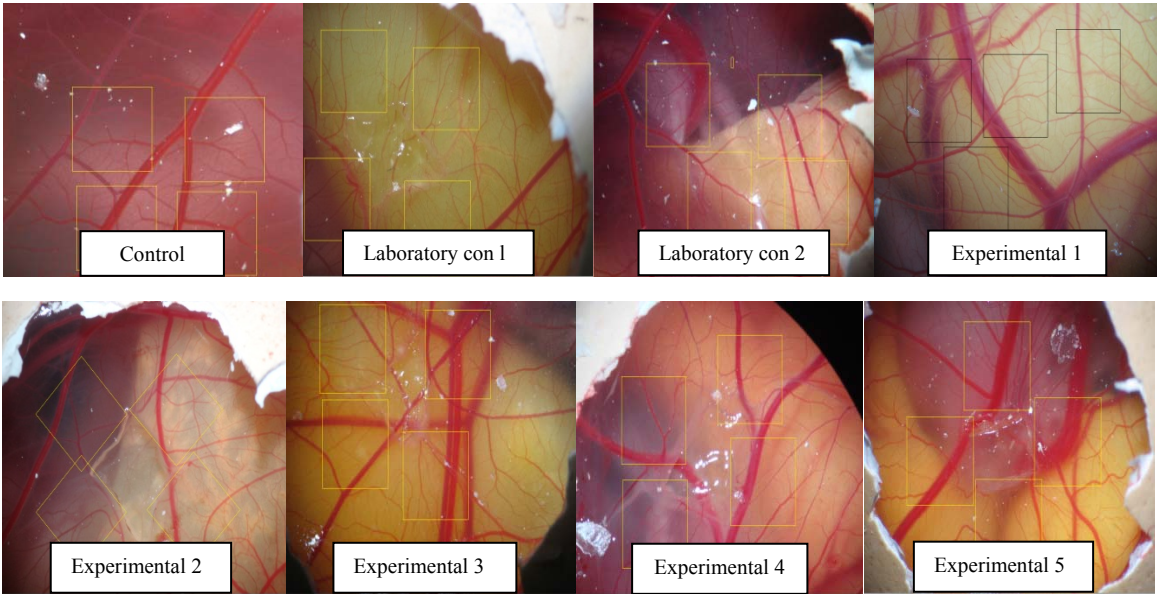 Control
Laboratory con l
Laboratory con 2
Experimental 1
Experimental 2
Experimental 3
Experimental 4
Experimental 5